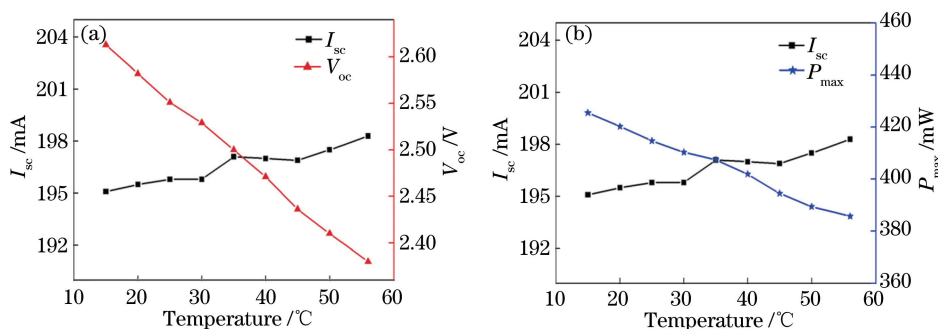 (a)
I_sc
V_oc
204
201
198
195
192
I_sc /mA
2.60
2.55
2.50
2.45
2.40
V_oc /V
10 20 30 40 50 60
Temperature /℃
(b)
I_sc
P_max
204
201
198
195
192
I_sc /mA
460
440
420
400
380
360
P_max /mW
10 20 30 40 50 60
Temperature /℃